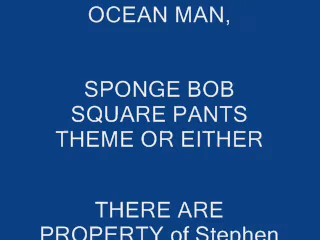 OCEAN MAN,
SPONGE BOB
SQUARE PANTS
THEME OR EITHER
THERE ARE
PROPERTY of Stephen